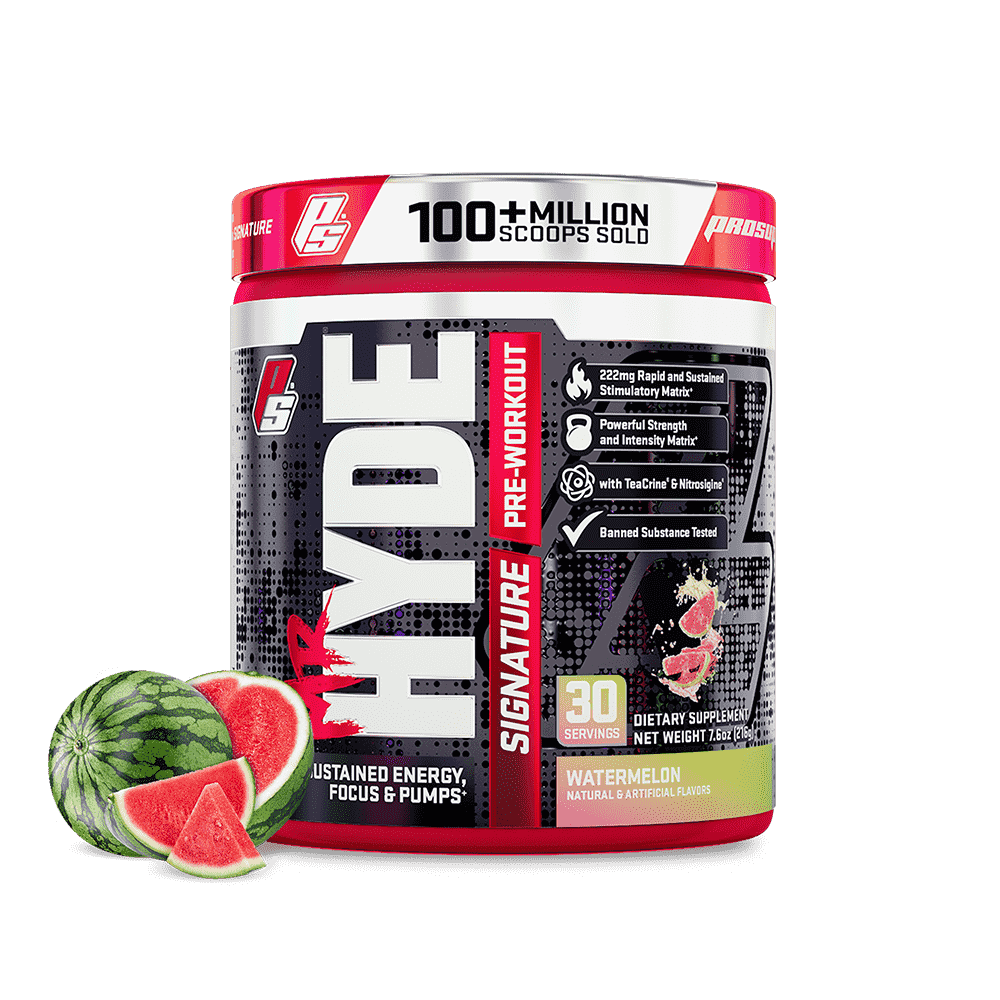 SIGNATURE
PS
100+ MILLION
SCOOPS SOLD
PS
MR
HYDE
SIGNATURE PRE-WORKOUT
222mg Rapid and Sustained
Stimulatory Matrix⁺
Powerful Strength
and Intensity Matrix⁺
with TeaCrine® & Nitrosigine®
Banned Substance Tested
30
SERVINGS
DIETARY SUPPLEMENT
NET WEIGHT 7.6oz (216g)
WATERMELON
NATURAL & ARTIFICIAL FLAVORS
USTAINED ENERGY,
FOCUS & PUMPS⁺